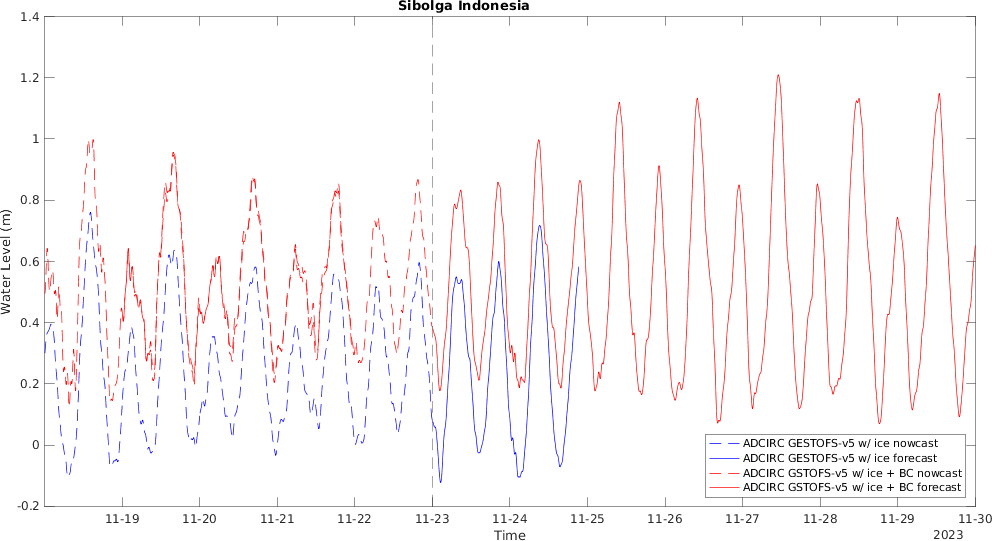 Sibolga Indonesia
1.4
1.2
1
0.8
0.6
0.4
0.2
0
-0.2
Water Level (m)
ADCIRC GESTOFS-v5 w/ ice nowcast
ADCIRC GESTOFS-v5 w/ ice forecast
ADCIRC GSTOFS-v5 w/ ice + BC nowcast
ADCIRC GSTOFS-v5 w/ ice + BC forecast
11-19 11-20 11-21 11-22 11-23 11-24 11-25 11-26 11-27 11-28 11-29 11-30
Time
2023